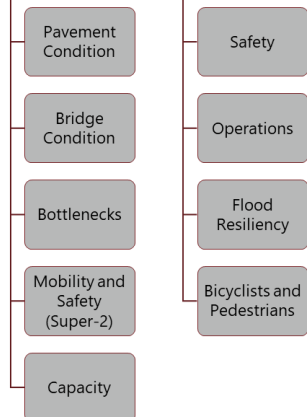 Pavement
Condition
Bridge
Condition
Bottlenecks
Mobility and
Safety
(Super-2)
Capacity
Safety
Operations
Flood
Resiliency
Bicyclists and
Pedestrians